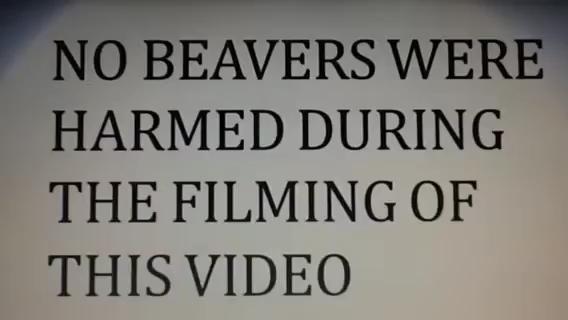 NO BEAVERS WERE
HARMED DURING
THE FILMING OF
THIS VIDEO